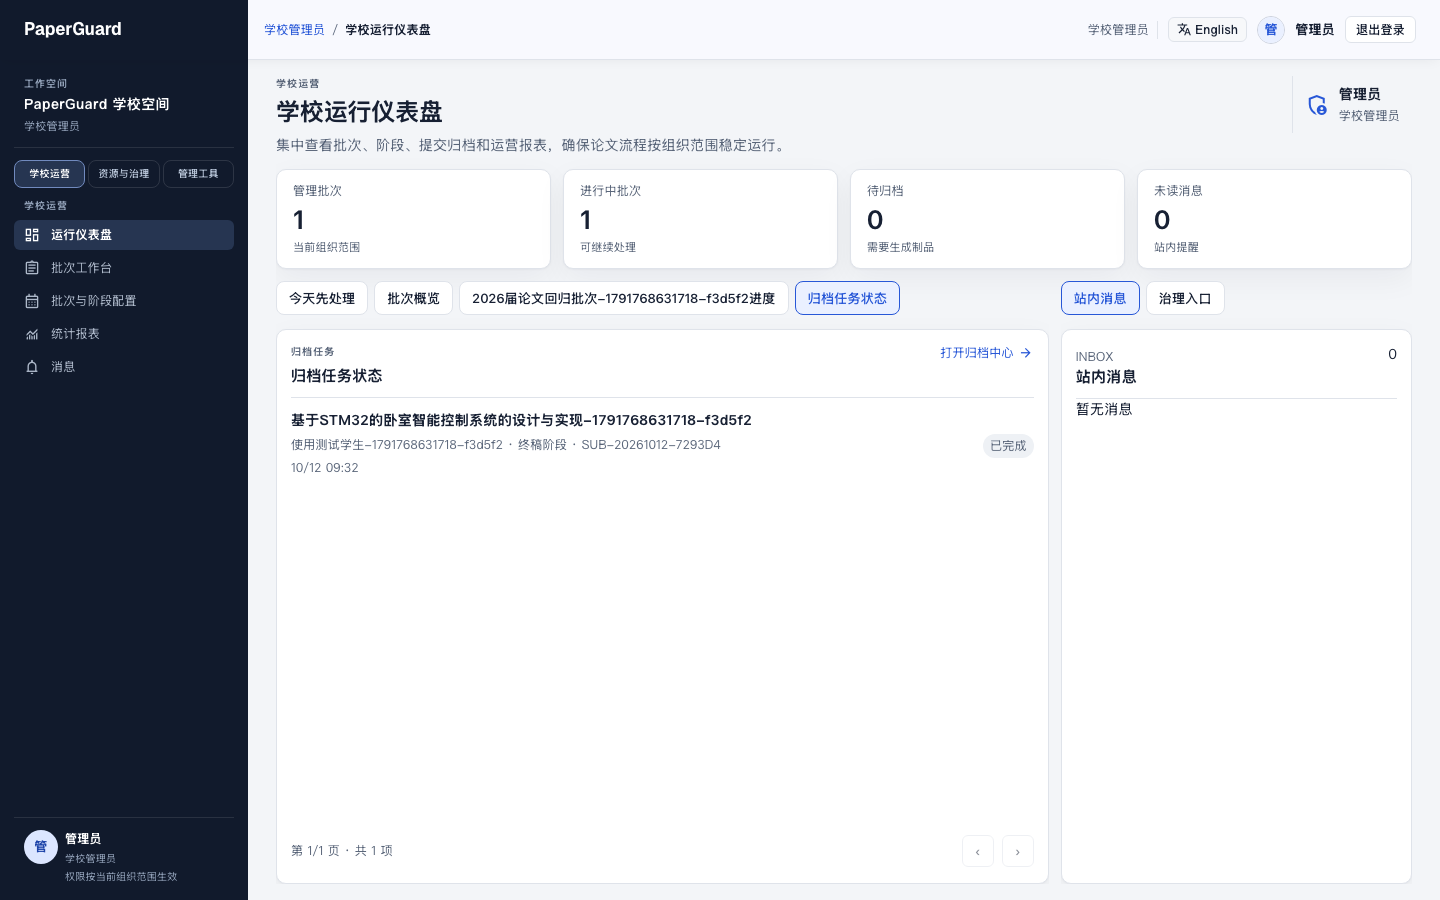 PaperGuard
工作空间
PaperGuard 学校空间
学校管理员
学校运营
资源与治理
管理工具
学校运营
运行仪表盘
批次工作台
批次与阶段配置
统计报表
消息
管
管理员
学校管理员
权限按当前组织范围生效
学校管理员 / 学校运行仪表盘
学校管理员
English
管
管理员
退出登录
学校运营
学校运行仪表盘
集中查看批次、阶段、提交归档和运营报表，确保论文流程按组织范围稳定运行。
管理员
学校管理员
管理批次
1
当前组织范围
进行中批次
1
可继续处理
待归档
0
需要生成制品
未读消息
0
站内提醒
今天先处理
批次概览
2026届论文回归批次-1791768631718-f3d5f2进度
归档任务状态
站内消息
治理入口
归档任务
归档任务状态
打开归档中心 →
基于STM32的卧室智能控制系统的设计与实现-1791768631718-f3d5f2
使用测试学生-1791768631718-f3d5f2 · 终稿阶段 · SUB-20261012-7293D4
10/12 09:32
已完成
第 1/1 页 · 共 1 项
‹
›
INBOX
0
站内消息
暂无消息